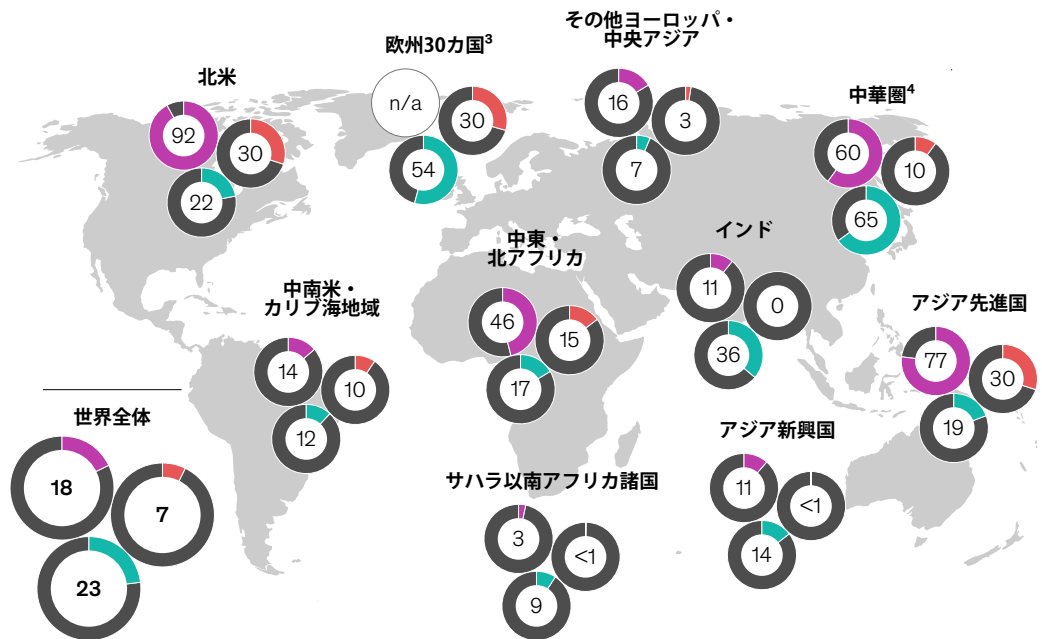 北米
92
30
22
欧州30カ国³
n/a
30
54
その他ヨーロッパ・
中央アジア
16
3
7
中華圏⁴
60
10
65
中東・
北アフリカ
46
15
17
インド
11
0
36
中南米・
カリブ海地域
14
10
12
アジア先進国
77
30
19
世界全体
18
7
23
サハラ以南アフリカ諸国
3
<1
9
アジア新興国
11
<1
14